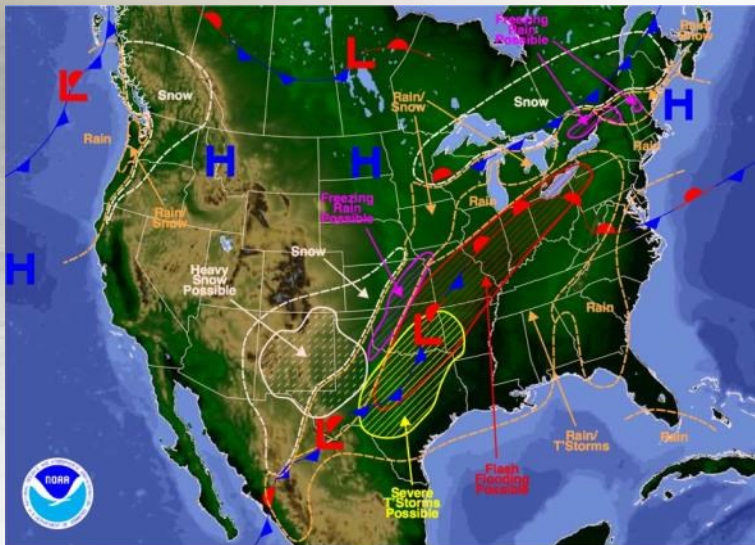 Freezing
Rain
Possible
Rain/
Snow
L
L
L
Snow
Rain/
Snow
Snow
H
Rain
H
H
Rain
Rain/
Snow
Freezing
Rain
Possible
Rain
Snow
Heavy
Snow
Possible
H
Rain
L
L
Rain/
T'Storms
Rain
Flash
Flooding
Possible
Severe
T'Storms
Possible
NOAA